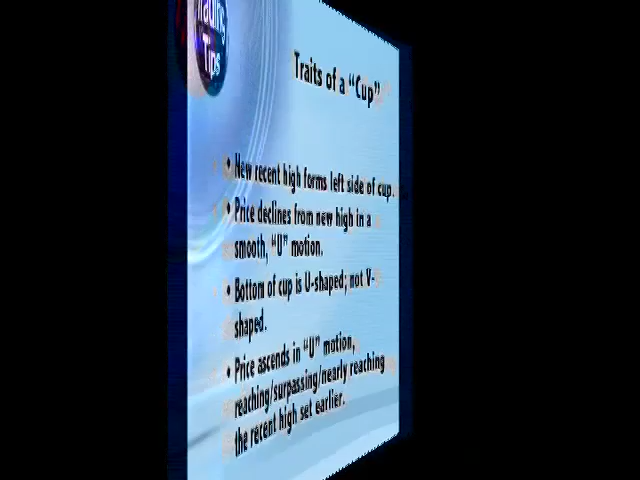 Trading
Tips
Traits of a “Cup”
• New recent high forms left side of cup.
• Price declines from new high in a
smooth, “U” motion.
• Bottom of cup is U-shaped; not V-
shaped.
• Price ascends in “U” motion,
reaching/surpassing/nearly reaching
the recent high set earlier.